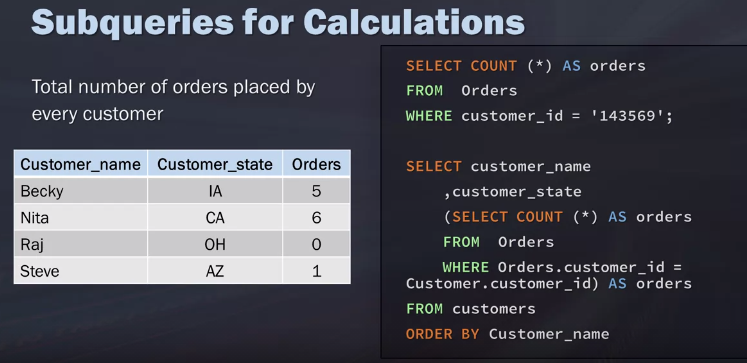 Subqueries for Calculations
Total number of orders placed by
every customer
Customer_name Customer_state Orders
Becky IA 5
Nita CA 6
Raj OH 0
Steve AZ 1
SELECT COUNT (*) AS orders
FROM Orders
WHERE customer_id = '143569';
SELECT customer_name
,customer_state
(SELECT COUNT (*) AS orders
FROM Orders
WHERE Orders.customer_id =
Customer.customer_id) AS orders
FROM customers
ORDER BY Customer_name